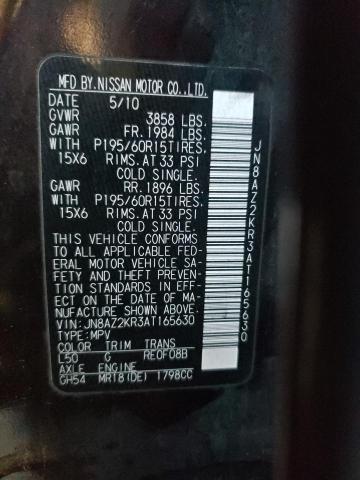 MFD BY.NISSAN MOTOR CO.,LTD.
DATE 5/10
GVWR 3858 LBS.
GAWR FR. 1984 LBS.
WITH P195/60R15TIRES.
15X6 RIMS.AT 33 PSI
COLD SINGLE.
GAWR RR. 1896 LBS.
WITH P195/60R15TIRES.
15X6 RIMS.AT 33 PSI
COLD SINGLE.
THIS VEHICLE CONFORMS
TO ALL APPLICABLE FED-
ERAL MOTOR VEHICLE SA-
FETY AND THEFT PREVEN-
TION STANDARDS IN EFFE-
CT ON THE DATE OF MA-
NUFACTURE SHOWN ABOVE.
VIN:JN8AZ2KR3AT165630
TYPE:MPV
COLOR TRIM TRANS
L50 G RE0F08B
AXLE ENGINE
GH54 MR18(DE) 1798CC
JN8AZ2KR3AT165630